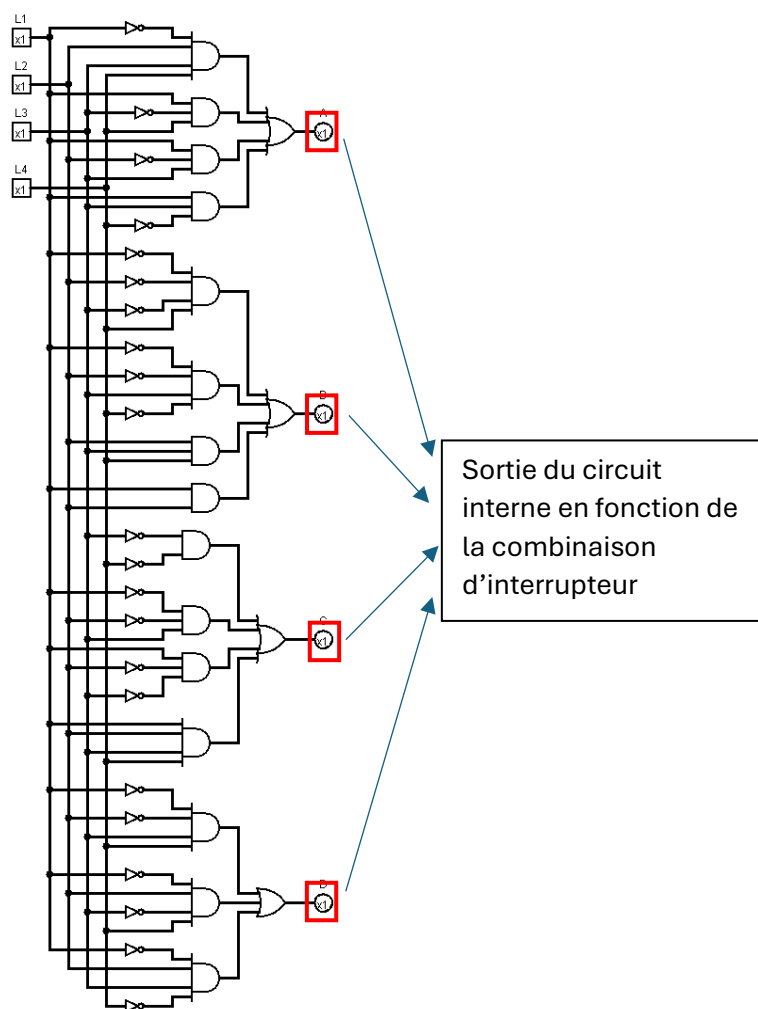 L1
x1
L2
x1
L3
x1
L4
x1
A
x1
B
x1
C
x1
D
x1
Sortie du circuit
interne en fonction de
la combinaison
d’interrupteur